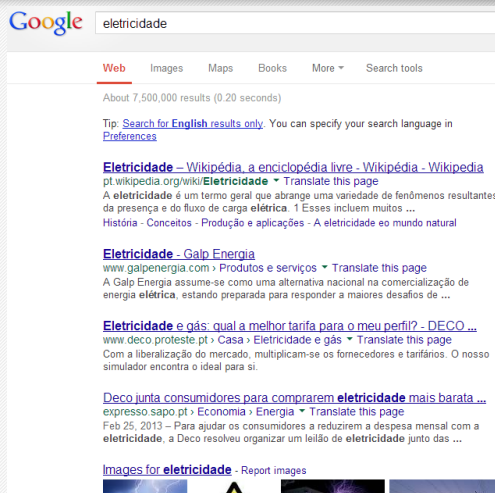 Google eletricidade
Web Images Maps Books More Search tools
About 7,500,000 results (0.20 seconds)
Tip: Search for English results only. You can specify your search language in
Preferences
Eletricidade – Wikipédia, a enciclopédia livre - Wikipédia - Wikipedia
pt.wikipedia.org/wiki/Eletricidade Translate this page
A eletricidade é um termo geral que abrange uma variedade de fenômenos resultantes
da presença e do fluxo de carga elétrica. 1 Esses incluem muitos ...
História - Conceitos - Produção e aplicações - A eletricidade eo mundo natural
Eletricidade - Galp Energia
www.galpenergia.com › Produtos e serviços Translate this page
A Galp Energia assume-se como uma alternativa nacional na comercialização de
energia elétrica, estando preparada para responder a maiores desafios de ...
Eletricidade e gás: qual a melhor tarifa para o meu perfil? - DECO ...
www.deco.proteste.pt › Casa › Eletricidade e gás Translate this page
Com a liberalização do mercado, multiplicam-se os fornecedores e tarifários. O nosso
simulador encontra o ideal para si.
Deco junta consumidores para comprarem eletricidade mais barata ...
expresso.sapo.pt › Economia › Energia Translate this page
Feb 25, 2013 – Para ajudar os consumidores a reduzirem a despesa mensal com a
eletricidade, a Deco resolveu organizar um leilão de eletricidade junto das ...
Images for eletricidade - Report images